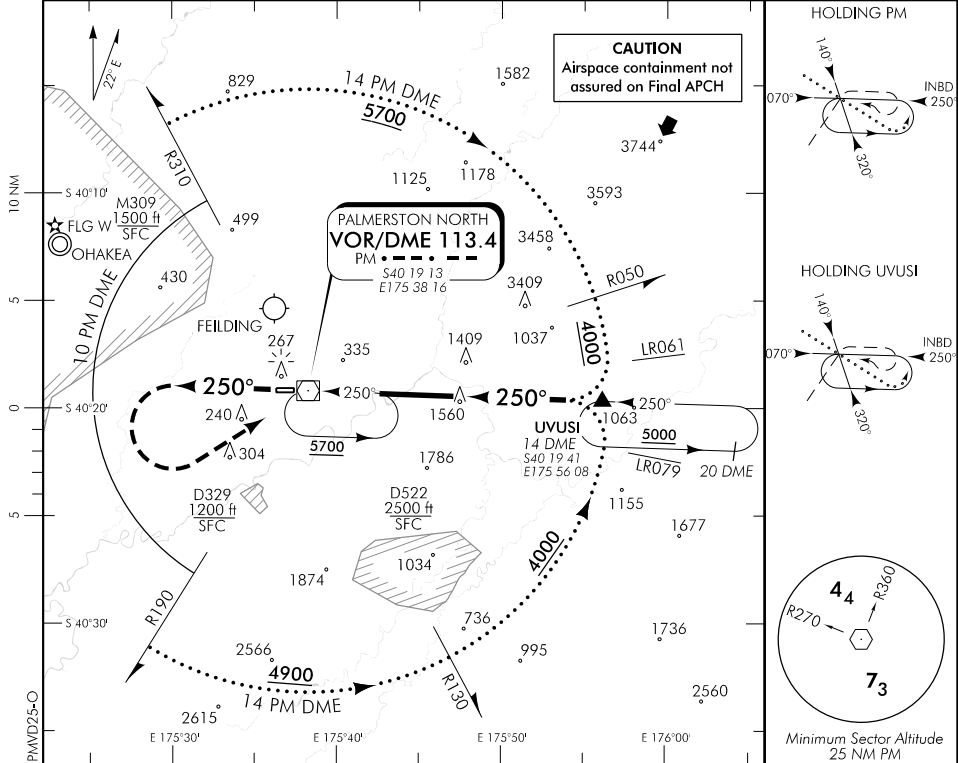 22° E
829
14 PM DME
5700
1582
CAUTION
Airspace containment not
assured on Final APCH
3744
R310
1125
1178
3593
10 NM
S 40°10'
M309
1500 ft
SFC
FLG W
OHAKEA
499
PALMERSTON NORTH
VOR/DME 113.4
PM
S40 19 13
E175 38 16
3458
3409
R050
430
10 PM DME
5
FEILDING
267
335
1409
1037
4000
LR061
250°
250°
250°
250°
0
S 40°20'
240
1560
1063
5700
UVUSI
14 DME
S40 19 41
E175 56 08
5000
LR079
20 DME
304
1786
D329
1200 ft
SFC
D522
2500 ft
SFC
1155
5
1677
1034
4000
1874
R190
S 40°30'
736
1736
2566
4900
14 PM DME
995
R130
2615
2560
PMVD25-O
E 175°30'
E 175°40'
E 175°50'
E 176°00'
HOLDING PM
140°
070°
INBD
250°
320°
HOLDING UVUSI
140°
070°
INBD
250°
320°
44
R360
R270
73
Minimum Sector Altitude
25 NM PM